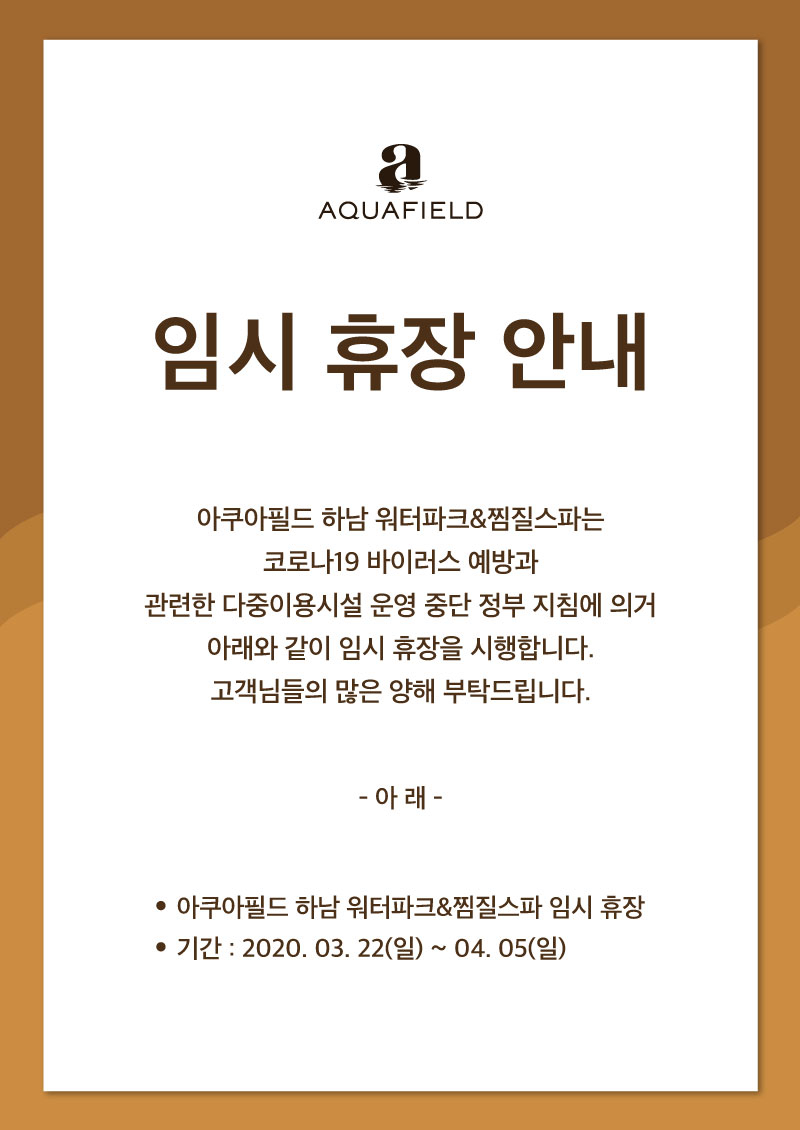 a
AQUAFIELD
임시 휴장 안내
아쿠아필드 하남 워터파크&찜질스파는
코로나19 바이러스 예방과
관련한 다중이용시설 운영 중단 정부 지침에 의거
아래와 같이 임시 휴장을 시행합니다.
고객님들의 많은 양해 부탁드립니다.
- 아 래 -
• 아쿠아필드 하남 워터파크&찜질스파 임시 휴장
• 기간 : 2020. 03. 22(일) ~ 04. 05(일)